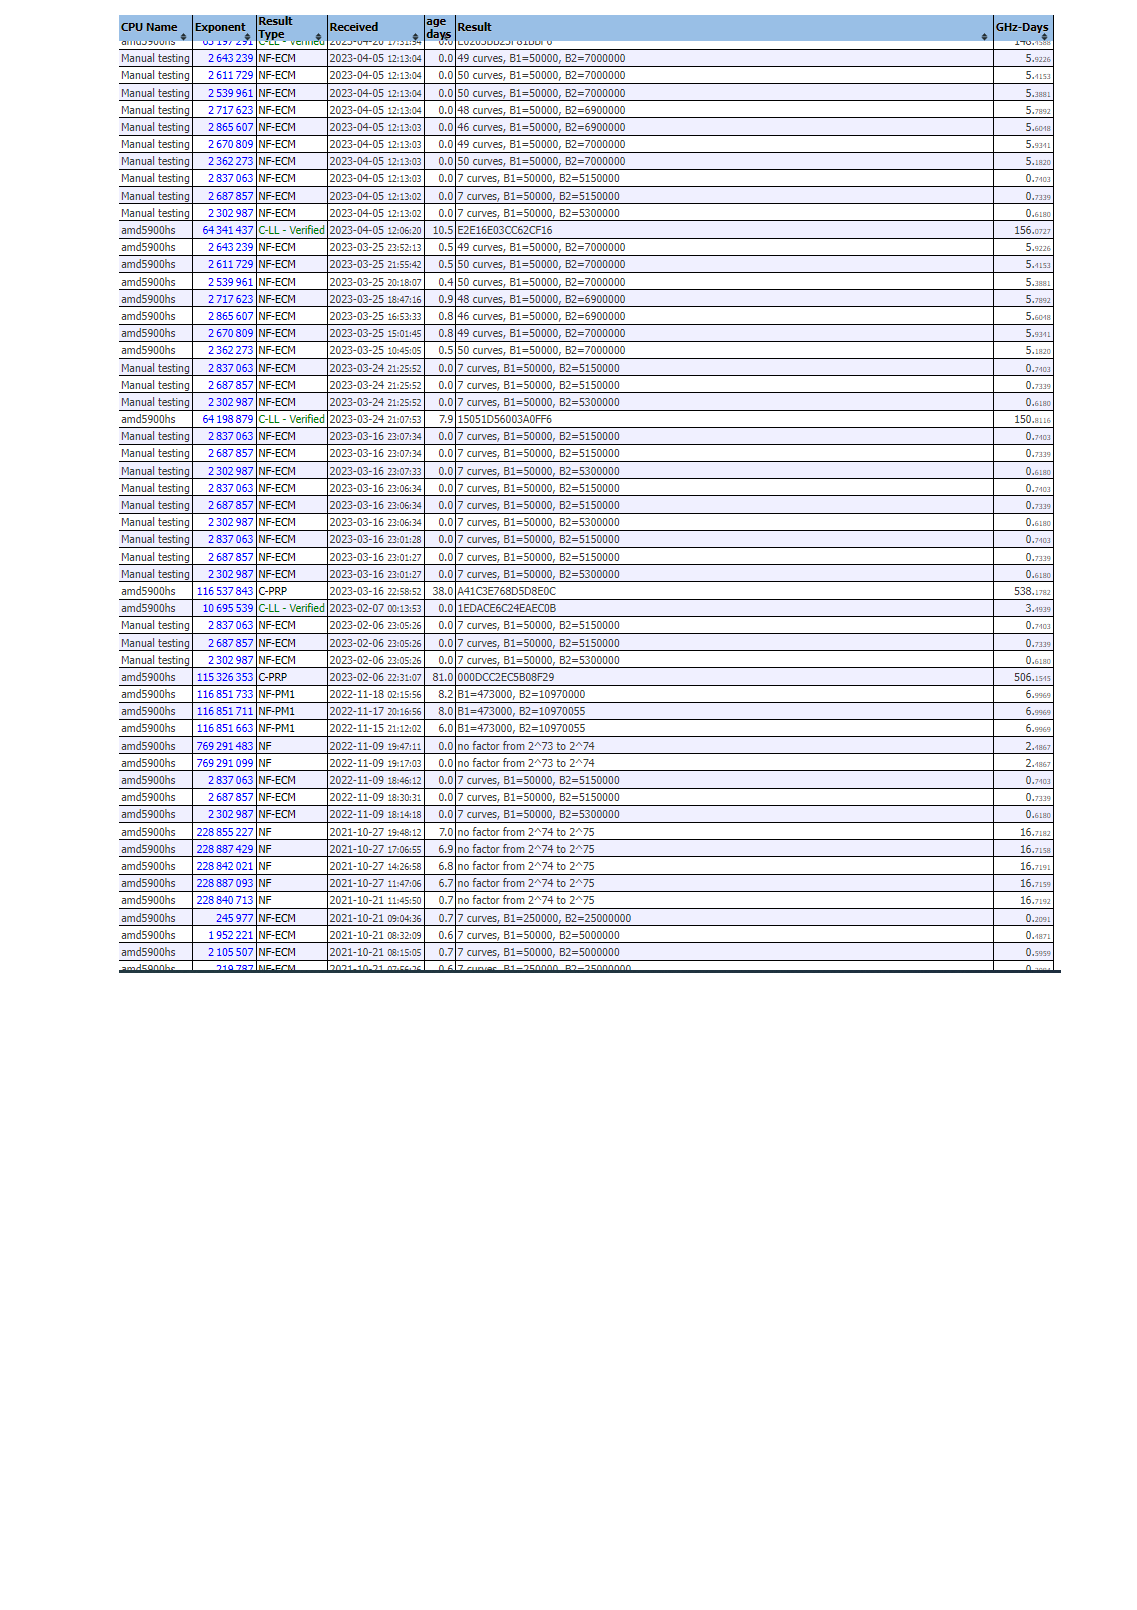 CPU Name Exponent Result Type Received age days Result GHz-Days
Manual testing 2 643 239 NF-ECM 2023-04-05 12:13:04 0.0 49 curves, B1=50000, B2=7000000 5.9226
Manual testing 2 611 729 NF-ECM 2023-04-05 12:13:04 0.0 50 curves, B1=50000, B2=7000000 5.4153
Manual testing 2 539 961 NF-ECM 2023-04-05 12:13:04 0.0 50 curves, B1=50000, B2=7000000 5.3881
Manual testing 2 717 623 NF-ECM 2023-04-05 12:13:04 0.0 48 curves, B1=50000, B2=6900000 5.7892
Manual testing 2 865 607 NF-ECM 2023-04-05 12:13:03 0.0 46 curves, B1=50000, B2=6900000 5.6048
Manual testing 2 670 809 NF-ECM 2023-04-05 12:13:03 0.0 49 curves, B1=50000, B2=7000000 5.9341
Manual testing 2 362 273 NF-ECM 2023-04-05 12:13:03 0.0 50 curves, B1=50000, B2=7000000 5.1820
Manual testing 2 837 063 NF-ECM 2023-04-05 12:13:03 0.0 7 curves, B1=50000, B2=5150000 0.7403
Manual testing 2 687 857 NF-ECM 2023-04-05 12:13:02 0.0 7 curves, B1=50000, B2=5150000 0.7339
Manual testing 2 302 987 NF-ECM 2023-04-05 12:13:02 0.0 7 curves, B1=50000, B2=5300000 0.6180
amd5900hs 64 341 437 C-LL - Verified 2023-04-05 12:06:20 10.5 E2E16E03CC62CF16 156.0727
amd5900hs 2 643 239 NF-ECM 2023-03-25 23:52:13 0.5 49 curves, B1=50000, B2=7000000 5.9226
amd5900hs 2 611 729 NF-ECM 2023-03-25 21:55:42 0.5 50 curves, B1=50000, B2=7000000 5.4153
amd5900hs 2 539 961 NF-ECM 2023-03-25 20:18:07 0.4 50 curves, B1=50000, B2=7000000 5.3881
amd5900hs 2 717 623 NF-ECM 2023-03-25 18:47:16 0.9 48 curves, B1=50000, B2=6900000 5.7892
amd5900hs 2 865 607 NF-ECM 2023-03-25 16:53:33 0.8 46 curves, B1=50000, B2=6900000 5.6048
amd5900hs 2 670 809 NF-ECM 2023-03-25 15:01:45 0.8 49 curves, B1=50000, B2=7000000 5.9341
amd5900hs 2 362 273 NF-ECM 2023-03-25 10:45:05 0.5 50 curves, B1=50000, B2=7000000 5.1820
Manual testing 2 837 063 NF-ECM 2023-03-24 21:25:52 0.0 7 curves, B1=50000, B2=5150000 0.7403
Manual testing 2 687 857 NF-ECM 2023-03-24 21:25:52 0.0 7 curves, B1=50000, B2=5150000 0.7339
Manual testing 2 302 987 NF-ECM 2023-03-24 21:25:52 0.0 7 curves, B1=50000, B2=5300000 0.6180
amd5900hs 64 198 879 C-LL - Verified 2023-03-24 21:07:53 7.9 15051D56003A0FF6 150.8116
Manual testing 2 837 063 NF-ECM 2023-03-16 23:07:34 0.0 7 curves, B1=50000, B2=5150000 0.7403
Manual testing 2 687 857 NF-ECM 2023-03-16 23:07:34 0.0 7 curves, B1=50000, B2=5150000 0.7339
Manual testing 2 302 987 NF-ECM 2023-03-16 23:07:33 0.0 7 curves, B1=50000, B2=5300000 0.6180
Manual testing 2 837 063 NF-ECM 2023-03-16 23:06:34 0.0 7 curves, B1=50000, B2=5150000 0.7403
Manual testing 2 687 857 NF-ECM 2023-03-16 23:06:34 0.0 7 curves, B1=50000, B2=5150000 0.7339
Manual testing 2 302 987 NF-ECM 2023-03-16 23:06:34 0.0 7 curves, B1=50000, B2=5300000 0.6180
Manual testing 2 837 063 NF-ECM 2023-03-16 23:01:28 0.0 7 curves, B1=50000, B2=5150000 0.7403
Manual testing 2 687 857 NF-ECM 2023-03-16 23:01:27 0.0 7 curves, B1=50000, B2=5150000 0.7339
Manual testing 2 302 987 NF-ECM 2023-03-16 23:01:27 0.0 7 curves, B1=50000, B2=5300000 0.6180
amd5900hs 116 537 843 C-PRP 2023-03-16 22:58:52 38.0 A41C3E768D5D8E0C 538.1782
amd5900hs 10 695 539 C-LL - Verified 2023-02-07 00:13:53 0.0 1EDACE6C24EAEC0B 3.4939
Manual testing 2 837 063 NF-ECM 2023-02-06 23:05:26 0.0 7 curves, B1=50000, B2=5150000 0.7403
Manual testing 2 687 857 NF-ECM 2023-02-06 23:05:26 0.0 7 curves, B1=50000, B2=5150000 0.7339
Manual testing 2 302 987 NF-ECM 2023-02-06 23:05:26 0.0 7 curves, B1=50000, B2=5300000 0.6180
amd5900hs 115 326 353 C-PRP 2023-02-06 22:31:07 81.0 000DCC2EC5B08F29 506.1545
amd5900hs 116 851 733 NF-PM1 2022-11-18 02:15:56 8.2 B1=473000, B2=10970000 6.9969
amd5900hs 116 851 711 NF-PM1 2022-11-17 20:16:56 8.0 B1=473000, B2=10970055 6.9969
amd5900hs 116 851 663 NF-PM1 2022-11-15 21:12:02 6.0 B1=473000, B2=10970055 6.9969
amd5900hs 769 291 483 NF 2022-11-09 19:47:11 0.0 no factor from 2^73 to 2^74 2.4867
amd5900hs 769 291 099 NF 2022-11-09 19:17:03 0.0 no factor from 2^73 to 2^74 2.4867
amd5900hs 2 837 063 NF-ECM 2022-11-09 18:46:12 0.0 7 curves, B1=50000, B2=5150000 0.7403
amd5900hs 2 687 857 NF-ECM 2022-11-09 18:30:31 0.0 7 curves, B1=50000, B2=5150000 0.7339
amd5900hs 2 302 987 NF-ECM 2022-11-09 18:14:18 0.0 7 curves, B1=50000, B2=5300000 0.6180
amd5900hs 228 855 227 NF 2021-10-27 19:48:12 7.0 no factor from 2^74 to 2^75 16.7182
amd5900hs 228 887 429 NF 2021-10-27 17:06:55 6.9 no factor from 2^74 to 2^75 16.7158
amd5900hs 228 842 021 NF 2021-10-27 14:26:58 6.8 no factor from 2^74 to 2^75 16.7191
amd5900hs 228 887 093 NF 2021-10-27 11:47:06 6.7 no factor from 2^74 to 2^75 16.7159
amd5900hs 228 840 713 NF 2021-10-21 11:45:50 0.7 no factor from 2^74 to 2^75 16.7192
amd5900hs 245 977 NF-ECM 2021-10-21 09:04:36 0.7 7 curves, B1=250000, B2=25000000 0.2091
amd5900hs 1 952 221 NF-ECM 2021-10-21 08:32:09 0.6 7 curves, B1=50000, B2=5000000 0.4871
amd5900hs 2 105 507 NF-ECM 2021-10-21 08:15:05 0.7 7 curves, B1=50000, B2=5000000 0.5959
amd5900hs 219 787 NF-ECM 2021-10-21 0.6 7 curves, B1=250000, B2=25000000